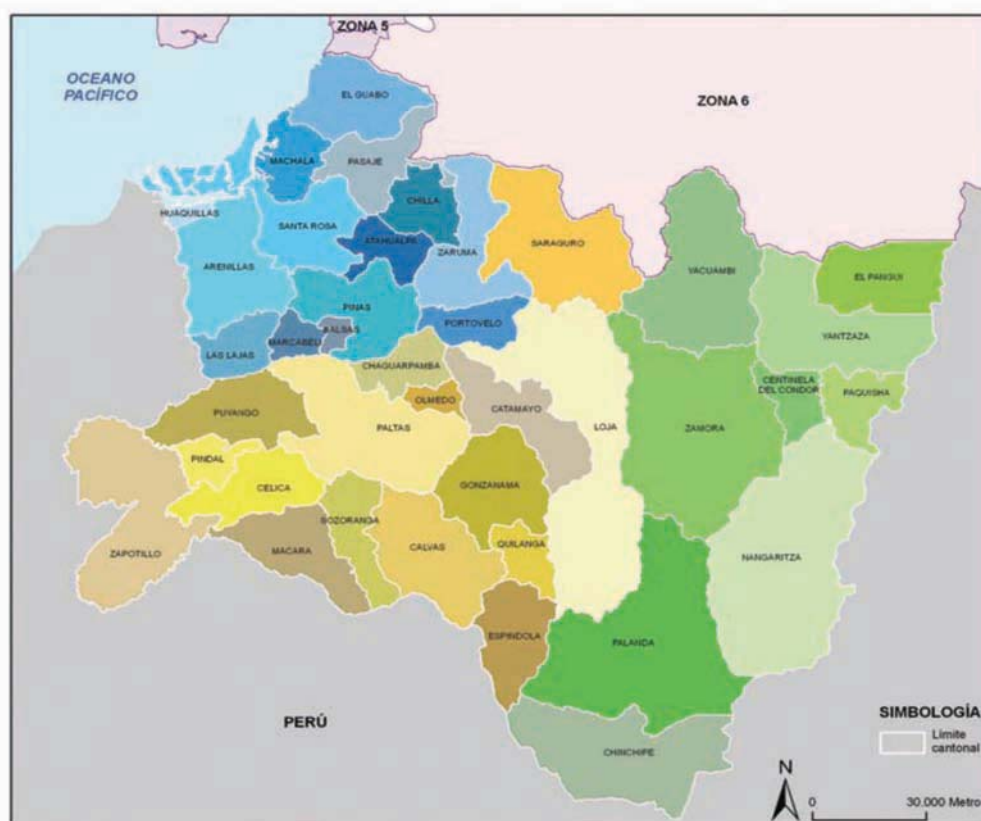 ZONA 5
OCEANO
PACÍFICO
EL GUABO
ZONA 6
MACHALA
PASAJE
CHILLA
HUAQUILLAS
SANTA ROSA
ATAHUALPA
ZARUMA
SARAGURO
YACUAMBI
EL PANGUI
ARENILLAS
PIÑAS
PORTOVELO
YANTZAZA
MARCABELI
BALSAS
LAS LAJAS
CHAGUARPAMBA
CENTINELA
DEL CONDOR
PAQUISHA
OLMEDO
CATAMAYO
PUYANGO
PALTAS
LOJA
ZAMORA
PINDAL
CELICA
GONZANAMA
SOZORANGA
CALVAS
QUILANGA
MACARA
ZAPOTILLO
NANGARITZA
ESPINDOLA
PALANDA
PERÚ
CHINCHIPE
SIMBOLOGÍA
Límite
cantonal
N
0
30.000 Metro